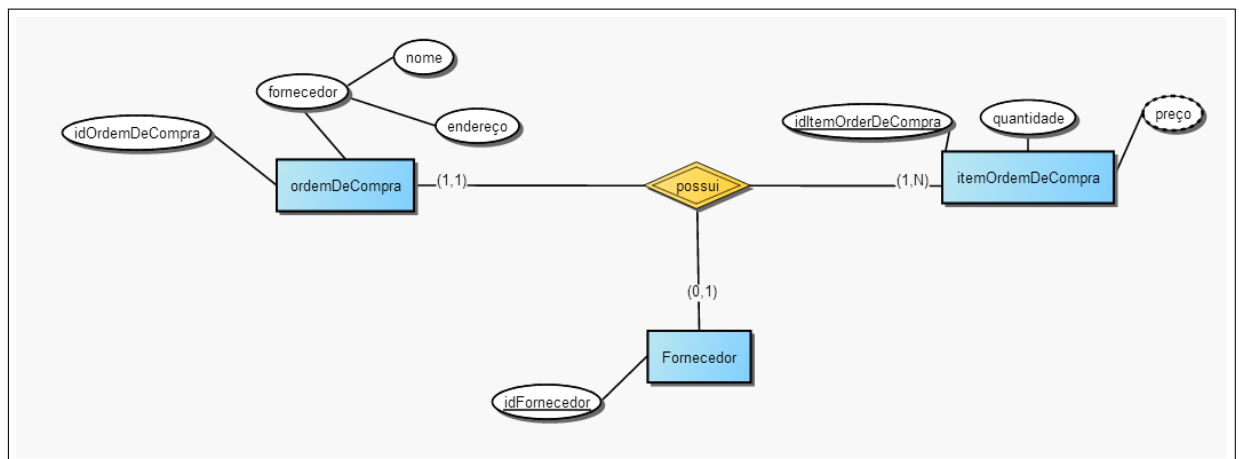 nome
fornecedor
endereço
idOrdemDeCompra
ordemDeCompra
(1,1)
possui
(1,N)
idItemOrderDeCompra
quantidade
preço
itemOrdemDeCompra
(0,1)
Fornecedor
idFornecedor